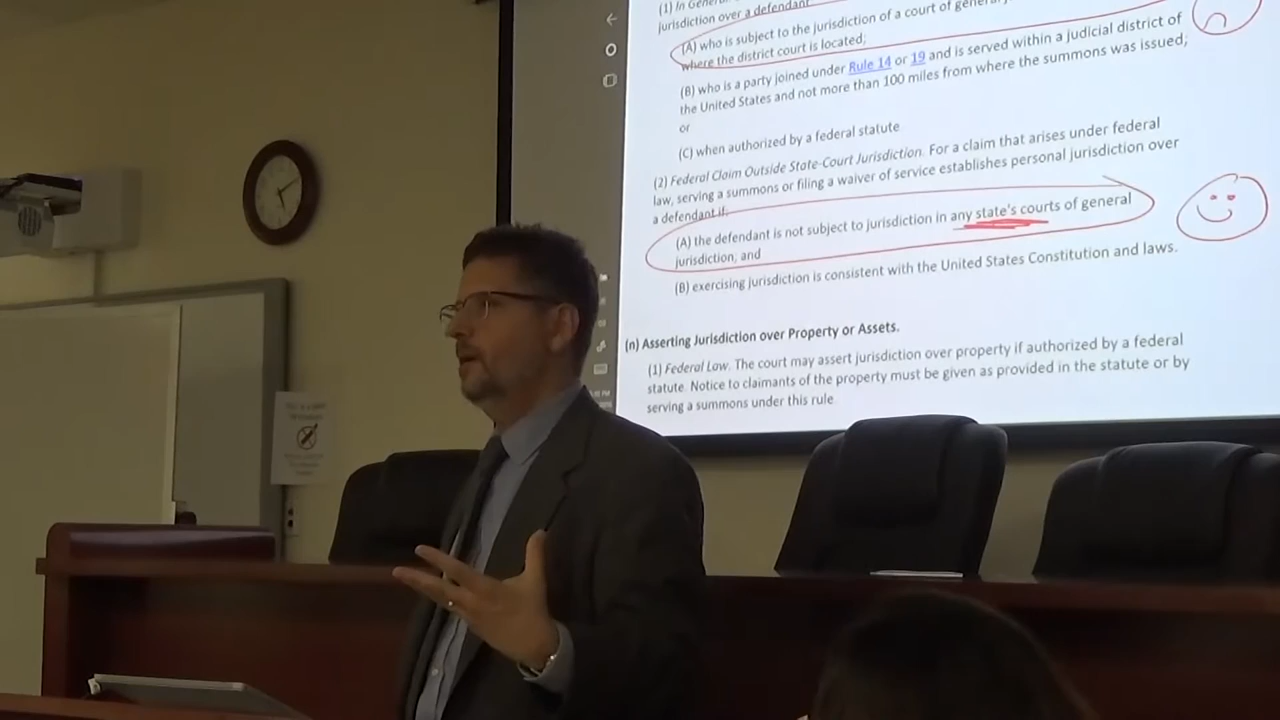 (1) In General.
jurisdiction over a defendant
(A) who is subject to the jurisdiction of a court of general
where the district court is located;
(B) who is a party joined under Rule 14 or 19 and is served within a judicial district of
the United States and not more than 100 miles from where the summons was issued;
or
(C) when authorized by a federal statute
(2) Federal Claim Outside State-Court Jurisdiction. For a claim that arises under federal
law, serving a summons or filing a waiver of service establishes personal jurisdiction over
a defendant if:
(A) the defendant is not subject to jurisdiction in any state's courts of general
jurisdiction; and
(B) exercising jurisdiction is consistent with the United States Constitution and laws.
(n) Asserting Jurisdiction over Property or Assets.
(1) Federal Law. The court may assert jurisdiction over property if authorized by a federal
statute. Notice to claimants of the property must be given as provided in the statute or by
serving a summons under this rule